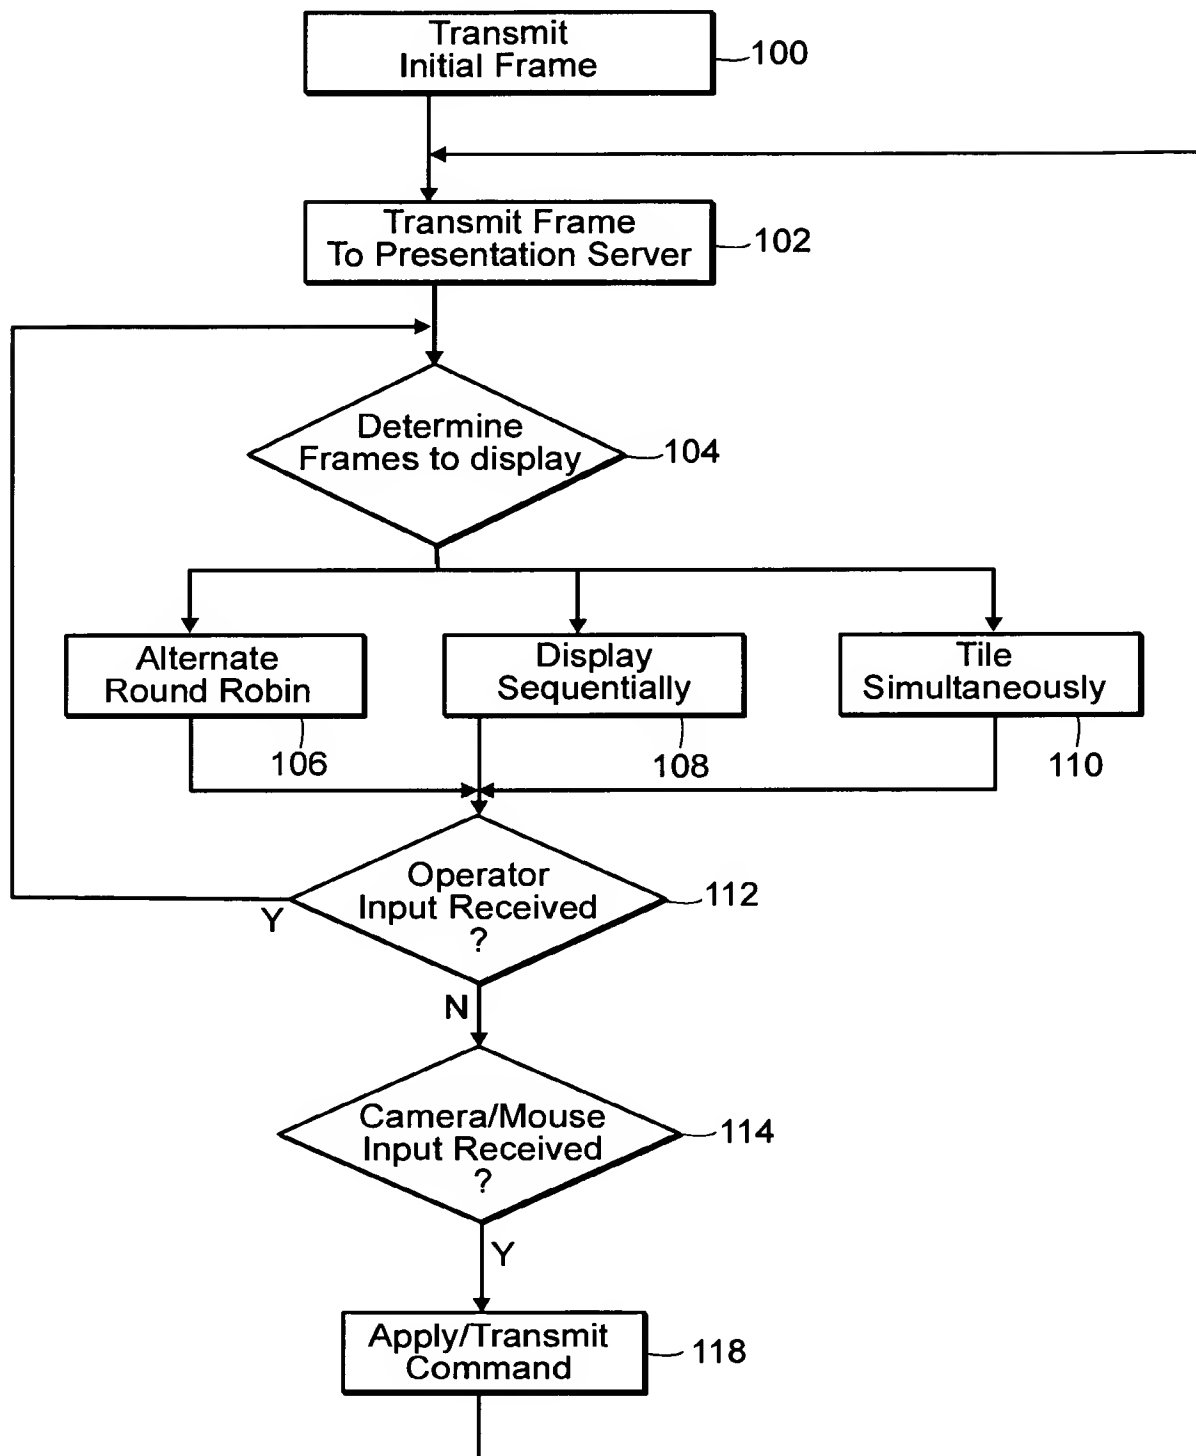 Transmit
Initial Frame
100
Transmit Frame
To Presentation Server
102
Determine
Frames to display
104
Alternate
Round Robin
106
Display
Sequentially
108
Tile
Simultaneously
110
Operator
Input Received
?
112
Y
N
Camera/Mouse
Input Received
?
114
Y
Apply/Transmit
Command
118